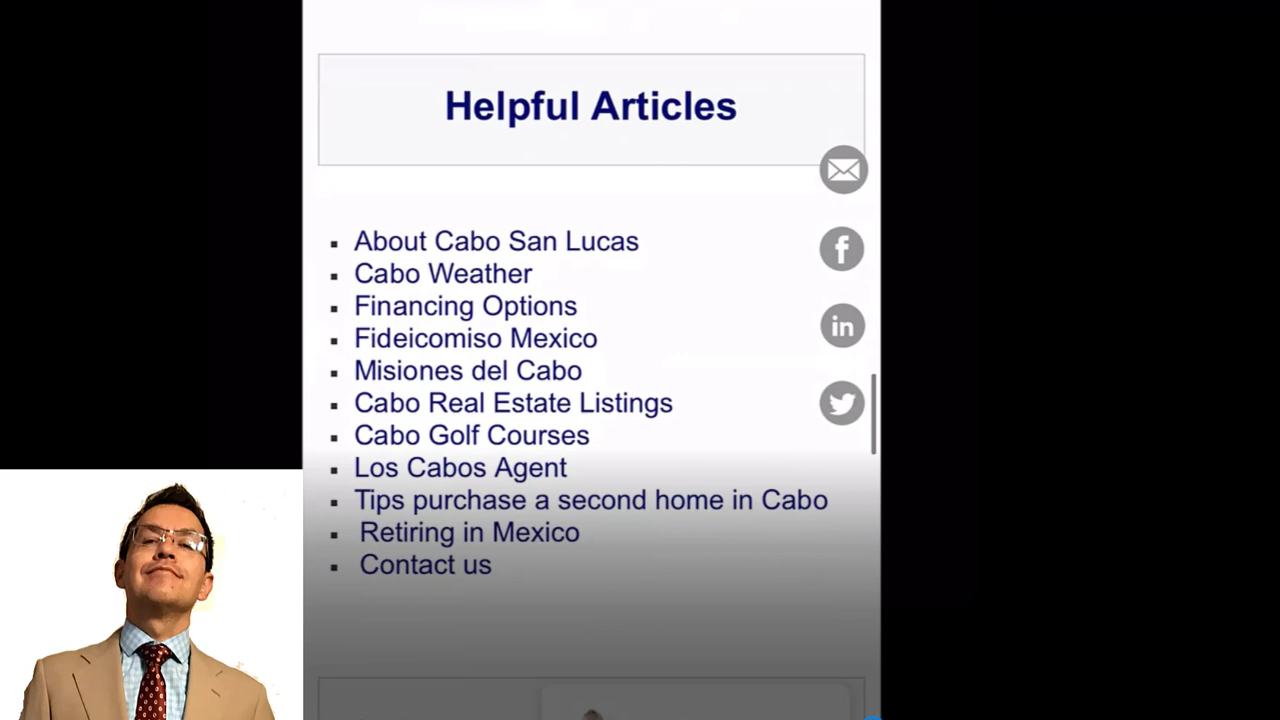 Helpful Articles
About Cabo San Lucas
Cabo Weather
Financing Options
Fideicomiso Mexico
Misiones del Cabo
Cabo Real Estate Listings
Cabo Golf Courses
Los Cabos Agent
Tips purchase a second home in Cabo
Retiring in Mexico
Contact us